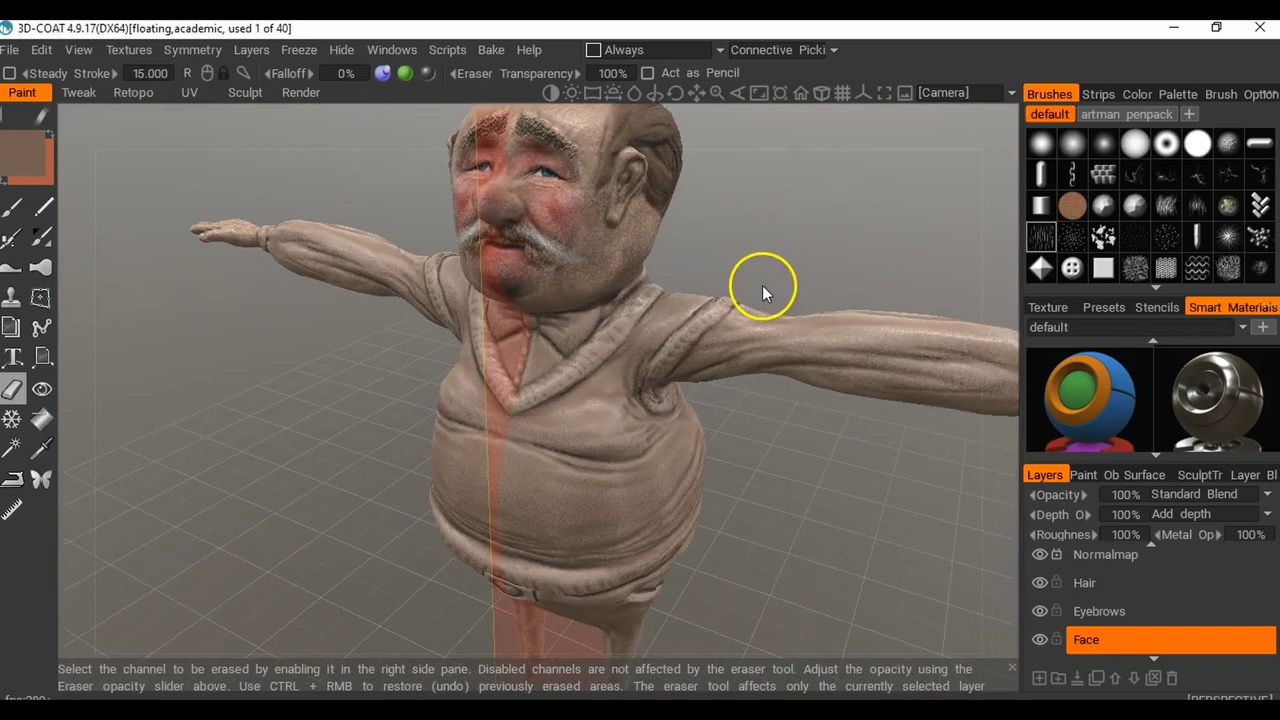 3D-COAT 4.9.17(DX64)[floating,academic, used 1 of 40]
File Edit View Textures Symmetry Layers Freeze Hide Windows Scripts Bake Help Always Connective Picki
Steady Stroke 15.000 R Falloff 0% Eraser Transparency 100% Act as Pencil
Paint Tweak Retopo UV Sculpt Render [Camera]
Brushes Strips Color Palette Brush Option
default artman penpack
Texture Presets Stencils Smart Materials
default
Layers Paint Ob Surface SculptTr Layer Bl
Opacity 100% Standard Blend
Depth O 100% Add depth
Roughness 100% Metal Op 100%
Normalmap
Hair
Eyebrows
Face
Select the channel to be erased by enabling it in the right side pane. Disabled channels are not affected by the eraser tool. Adjust the opacity using the
Eraser opacity slider above. Use CTRL + RMB to restore (undo) previously erased areas. The eraser tool affects only the currently selected layer